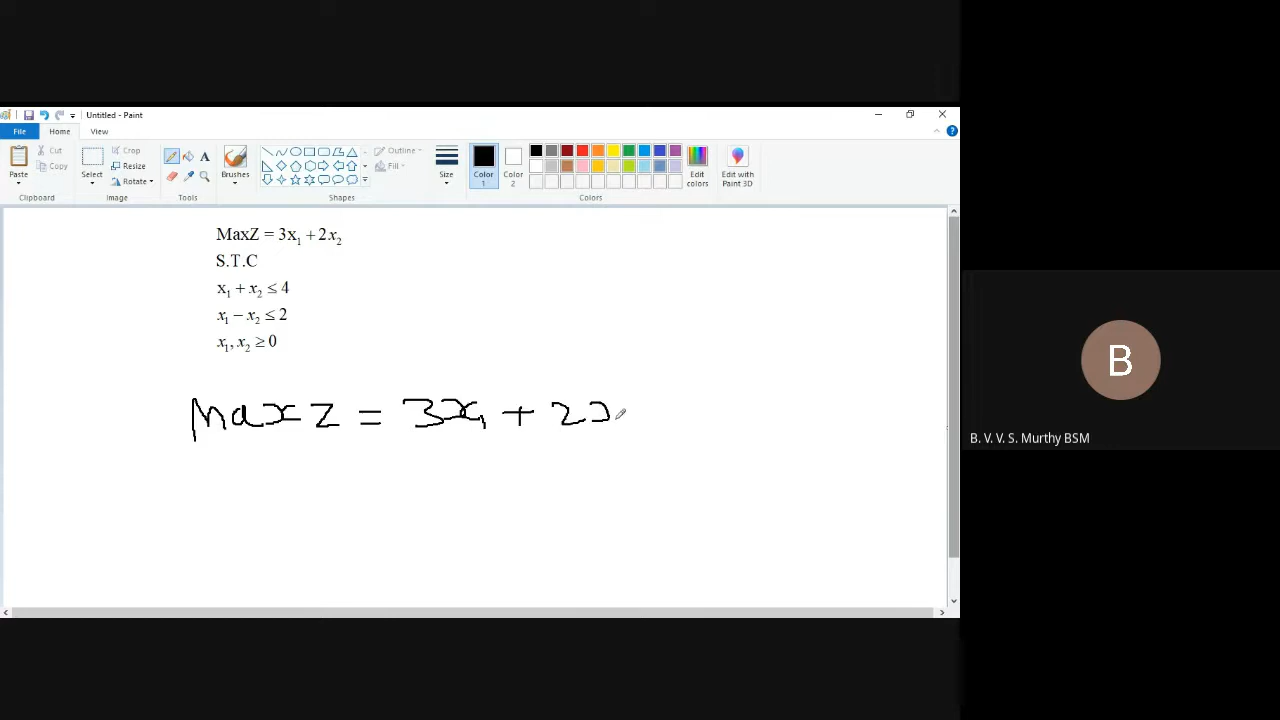 Untitled - Paint
File Home View
Paste Cut Copy
Clipboard
Select Crop Resize Rotate
Image
Tools
Brushes
Outline Fill
Shapes
Size
Color 1
Color 2
Edit colors
Edit with Paint 3D
Colors
MaxZ = 3x₁ + 2x₂
S.T.C
x₁ + x₂ ≤ 4
x₁ − x₂ ≤ 2
x₁, x₂ ≥ 0
Max Z = 3x₁ + 2x
B
B. V. V. S. Murthy BSM